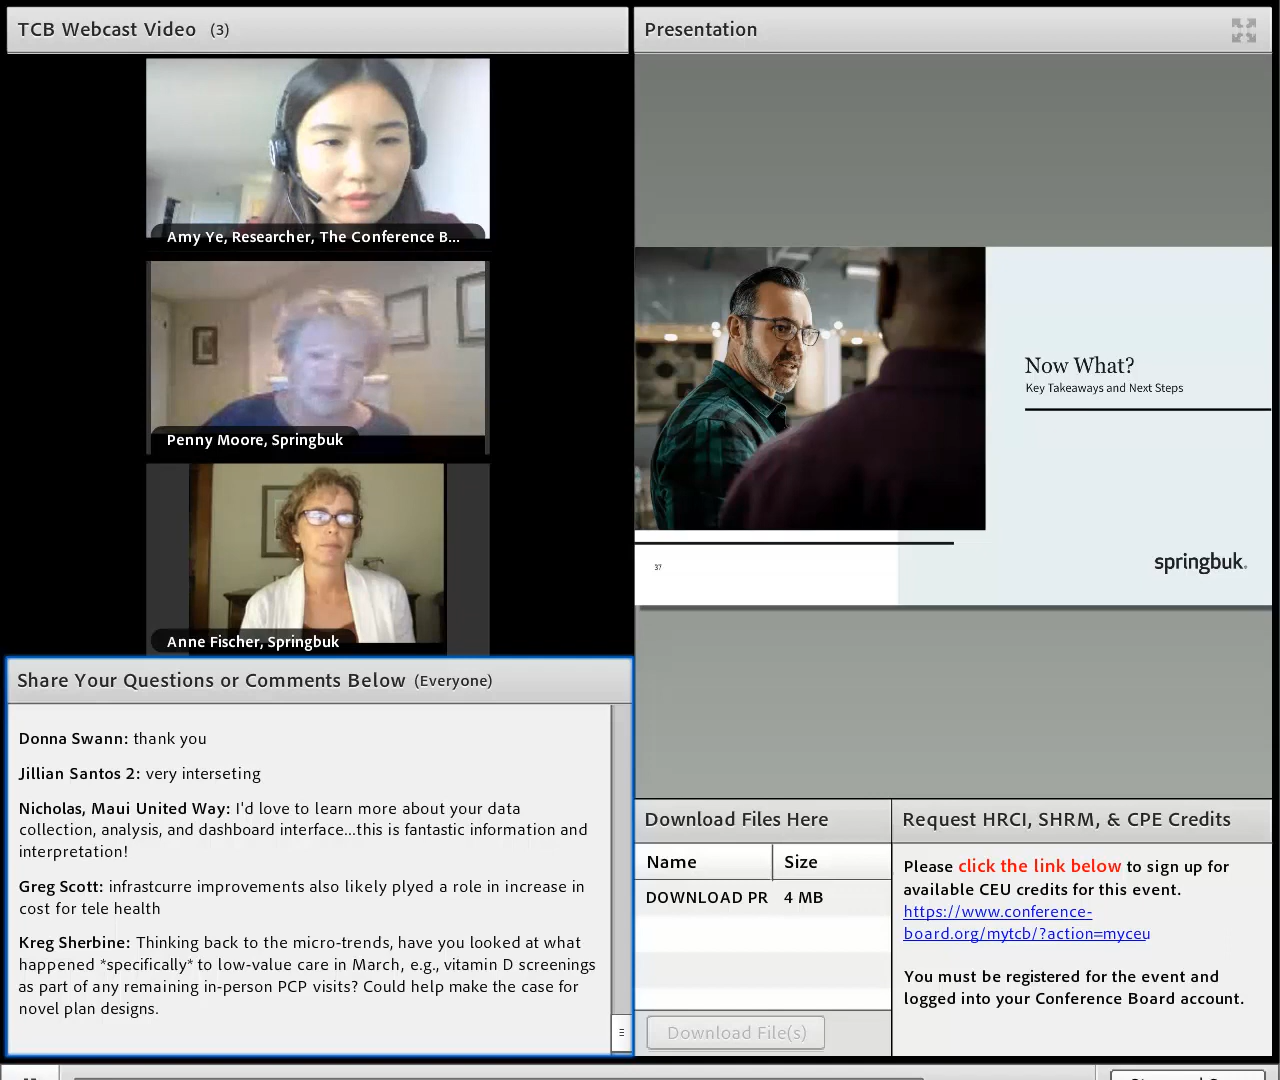 TCB Webcast Video (3)
Amy Ye, Researcher, The Conference B...
Penny Moore, Springbuk
Anne Fischer, Springbuk
Share Your Questions or Comments Below (Everyone)
Donna Swann: thank you
Jillian Santos 2: very interseting
Nicholas, Maui United Way: I'd love to learn more about your data
collection, analysis, and dashboard interface...this is fantastic information and
interpretation!
Greg Scott: infrastcurre improvements also likely plyed a role in increase in
cost for tele health
Kreg Sherbine: Thinking back to the micro-trends, have you looked at what
happened *specifically* to low-value care in March, e.g., vitamin D screenings
as part of any remaining in-person PCP visits? Could help make the case for
novel plan designs.
Presentation
Now What?
Key Takeaways and Next Steps
37
springbuk.
Download Files Here
Name Size
DOWNLOAD PR 4 MB
Download File(s)
Request HRCI, SHRM, & CPE Credits
Please click the link below to sign up for
available CEU credits for this event.
https://www.conference-
board.org/mytcb/?action=myceu
You must be registered for the event and
logged into your Conference Board account.